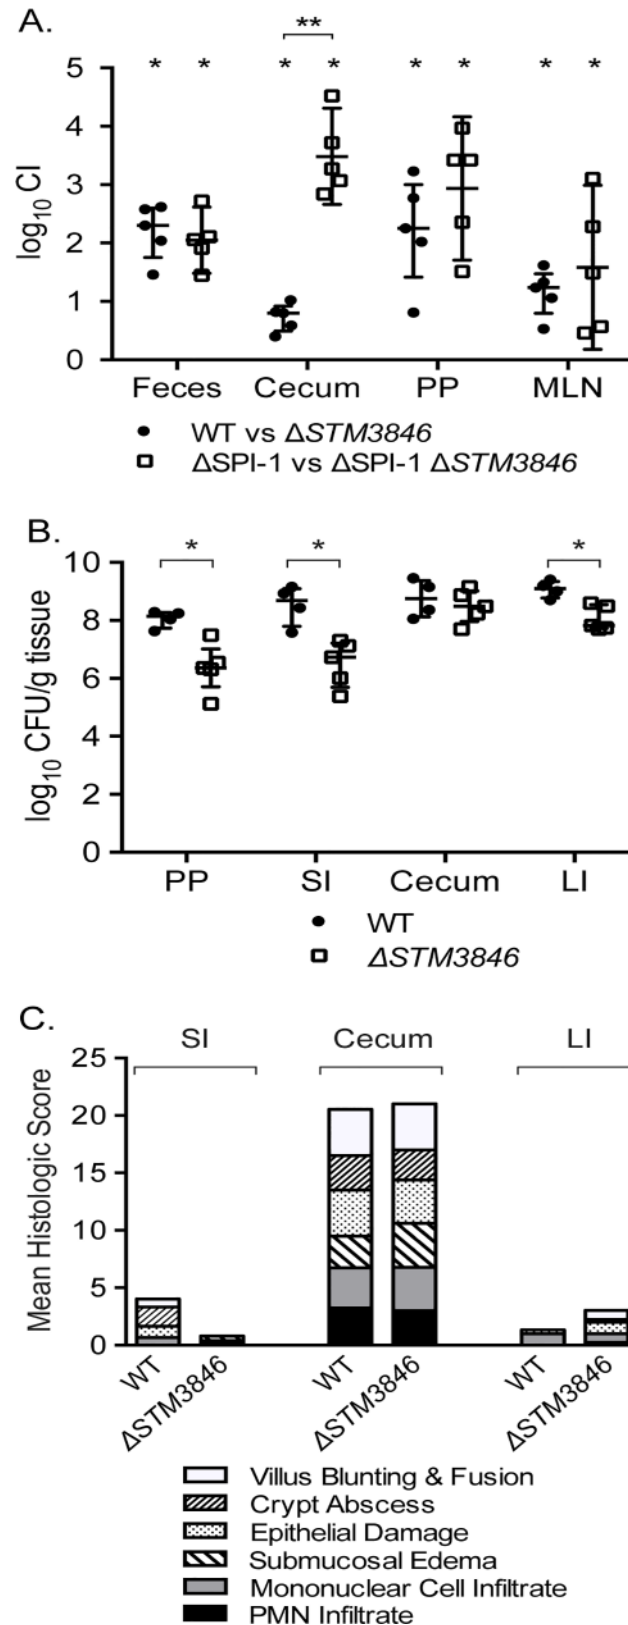 A.
**
* * * * * * * *
5
4
3
2
1
0
log10 CI
Feces Cecum PP MLN
WT vs ΔSTM3846
ΔSPI-1 vs ΔSPI-1 ΔSTM3846
B.
* * *
10
8
6
4
2
0
log10 CFU/g tissue
PP SI Cecum LI
WT
ΔSTM3846
C.
SI Cecum LI
25
20
15
10
5
0
Mean Histologic Score
WT ΔSTM3846 WT ΔSTM3846 WT ΔSTM3846
Villus Blunting & Fusion
Crypt Abscess
Epithelial Damage
Submucosal Edema
Mononuclear Cell Infiltrate
PMN Infiltrate